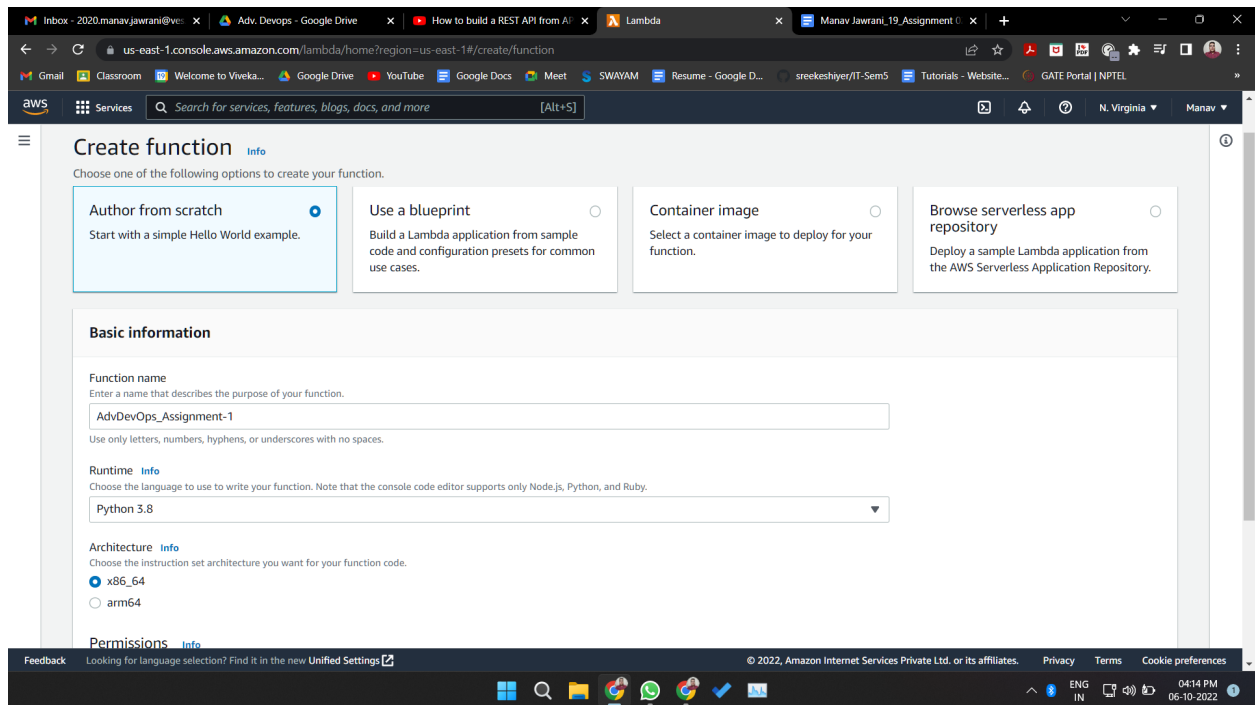 Inbox - 2020.manav.jawrani@ves
Adv. Devops - Google Drive
How to build a REST API from AP
Lambda
Manav Jawrani_19_Assignment 0
us-east-1.console.aws.amazon.com/lambda/home?region=us-east-1#/create/function
Gmail
Classroom
Welcome to Viveka...
Google Drive
YouTube
Google Docs
Meet
SWAYAM
Resume - Google D...
sreekeshiyer/IT-Sem5
Tutorials - Website...
GATE Portal | NPTEL
»
aws
Services
Search for services, features, blogs, docs, and more
[Alt+S]
N. Virginia
Manav
Create function Info
Choose one of the following options to create your function.
Author from scratch
Start with a simple Hello World example.
Use a blueprint
Build a Lambda application from sample
code and configuration presets for common
use cases.
Container image
Select a container image to deploy for your
function.
Browse serverless app
repository
Deploy a sample Lambda application from
the AWS Serverless Application Repository.
Basic information
Function name
Enter a name that describes the purpose of your function.
AdvDevOps_Assignment-1
Use only letters, numbers, hyphens, or underscores with no spaces.
Runtime Info
Choose the language to use to write your function. Note that the console code editor supports only Node.js, Python, and Ruby.
Python 3.8
Architecture Info
Choose the instruction set architecture you want for your function code.
x86_64
arm64
Permissions Info
Feedback
Looking for language selection? Find it in the new Unified Settings
© 2022, Amazon Internet Services Private Ltd. or its affiliates.
Privacy
Terms
Cookie preferences
ENG
IN
04:14 PM
06-10-2022
1